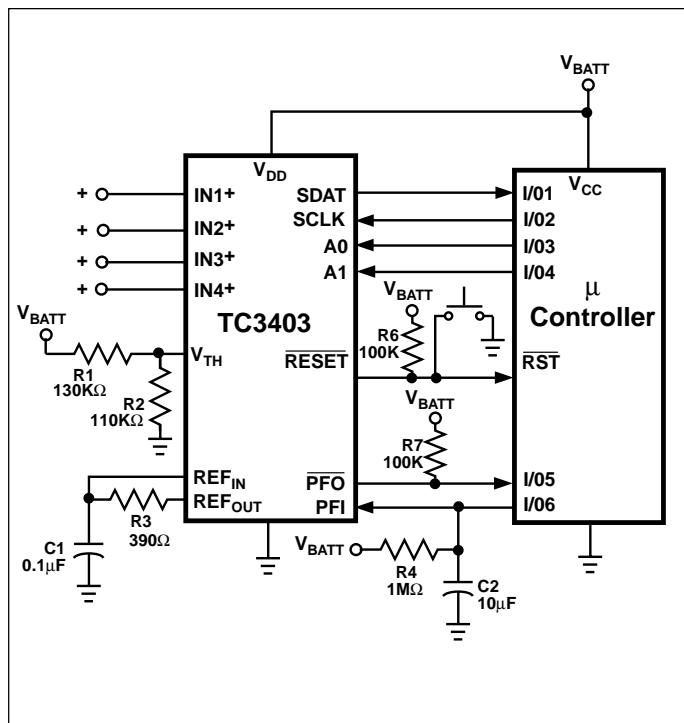 V_BATT
V_DD
V_CC
+ IN1+
+ IN2+
+ IN3+
+ IN4+
SDAT
SCLK
A0
A1
I/01
I/02
I/03
I/04
TC3403
μ
Controller
V_BATT
R1
130KΩ
V_TH
R2
110KΩ
V_BATT
R6
100K
RESET
RST
V_BATT
R7
100K
REF_IN
REF_OUT
R3
390Ω
C1
0.1μF
PFO
PFI
I/05
I/06
V_BATT
R4
1MΩ
C2
10μF